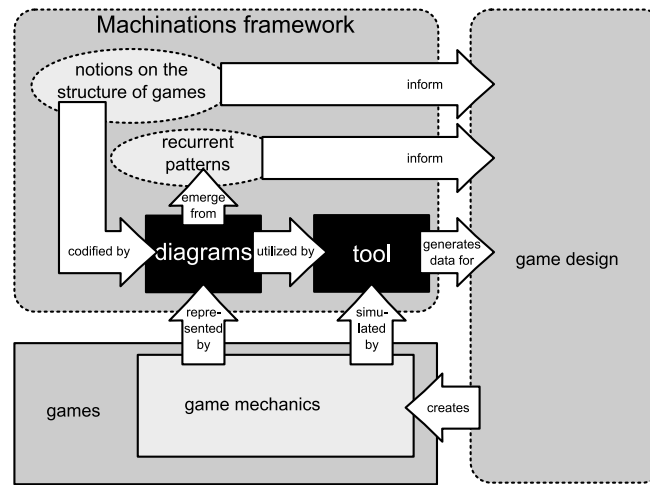 Machinations framework
notions on the
structure of games
inform
recurrent
patterns
inform
emerge
from
codified by
diagrams
utilized by
tool
generates
data for
game design
repre-
sented
by
simu-
lated
by
games
game mechanics
creates